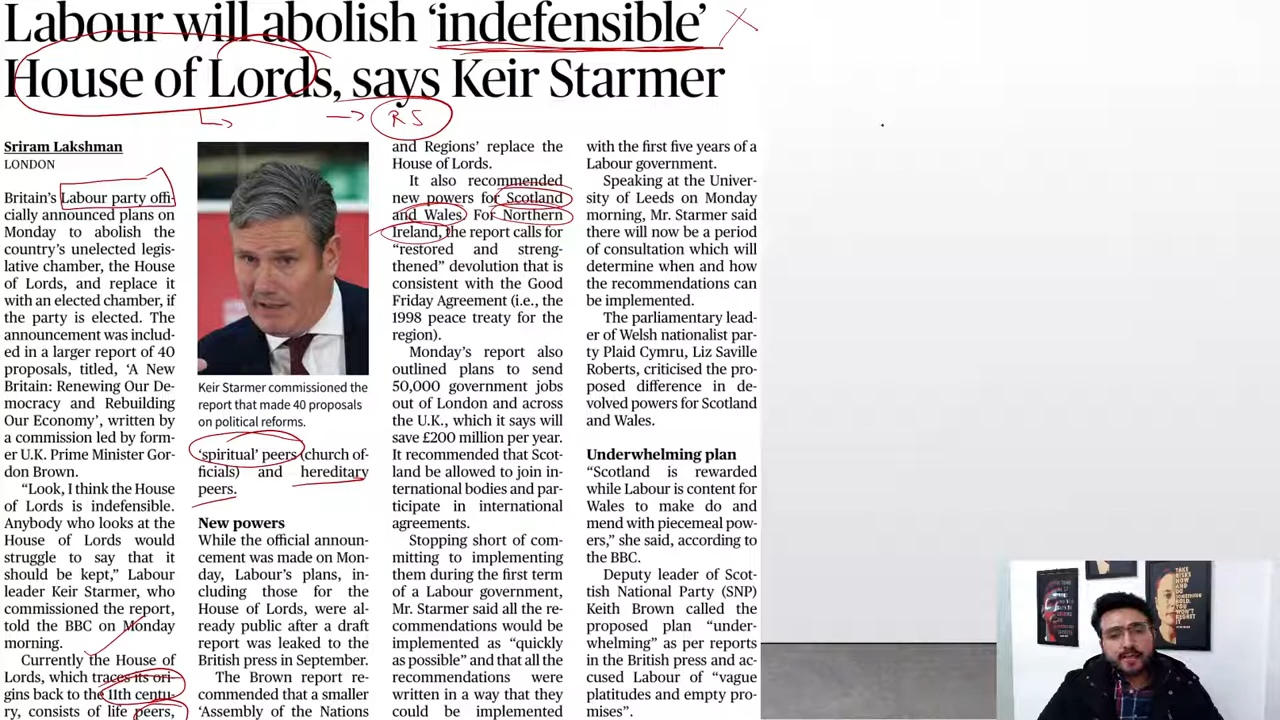 Labour will abolish ‘indefensible’
House of Lords, says Keir Starmer
RS
Sriram Lakshman
LONDON
Britain’s Labour party offi-
cially announced plans on
Monday to abolish the
country’s unelected legis-
lative chamber, the House
of Lords, and replace it
with an elected chamber, if
the party is elected. The
announcement was includ-
ed in a larger report of 40
proposals, titled, ‘A New
Britain: Renewing Our De-
mocracy and Rebuilding
Our Economy’, written by
a commission led by form-
er U.K. Prime Minister Gor-
don Brown.
“Look, I think the House
of Lords is indefensible.
Anybody who looks at the
House of Lords would
struggle to say that it
should be kept,” Labour
leader Keir Starmer, who
commissioned the report,
told the BBC on Monday
morning.
Currently the House of
Lords, which traces its ori-
gins back to the 11th centu-
ry, consists of life peers,
Keir Starmer commissioned the
report that made 40 proposals
on political reforms.
‘spiritual’ peers (church of-
ficials) and hereditary
peers.
New powers
While the official announ-
cement was made on Mon-
day, Labour’s plans, in-
cluding those for the
House of Lords, were al-
ready public after a draft
report was leaked to the
British press in September.
The Brown report re-
commended that a smaller
‘Assembly of the Nations
and Regions’ replace the
House of Lords.
It also recommended
new powers for Scotland
and Wales. For Northern
Ireland, the report calls for
“restored and streng-
thened” devolution that is
consistent with the Good
Friday Agreement (i.e., the
1998 peace treaty for the
region).
Monday’s report also
outlined plans to send
50,000 government jobs
out of London and across
the U.K., which it says will
save £200 million per year.
It recommended that Scot-
land be allowed to join in-
ternational bodies and par-
ticipate in international
agreements.
Stopping short of com-
mitting to implementing
them during the first term
of a Labour government,
Mr. Starmer said all the re-
commendations would be
implemented as “quickly
as possible” and that all the
recommendations were
written in a way that they
could be implemented
with the first five years of a
Labour government.
Speaking at the Univer-
sity of Leeds on Monday
morning, Mr. Starmer said
there will now be a period
of consultation which will
determine when and how
the recommendations can
be implemented.
The parliamentary lead-
er of Welsh nationalist par-
ty Plaid Cymru, Liz Saville
Roberts, criticised the pro-
posed difference in de-
volved powers for Scotland
and Wales.
Underwhelming plan
“Scotland is rewarded
while Labour is content for
Wales to make do and
mend with piecemeal pow-
ers,” she said, according to
the BBC.
Deputy leader of Scot-
tish National Party (SNP)
Keith Brown called the
proposed plan “under-
whelming” as per reports
in the British press and ac-
cused Labour of “vague
platitudes and empty pro-
mises”.
TAKE
RISKS
NOW AND
DO
SOMETHING
BOLD.
YOU
WON'T
REGRET
IT